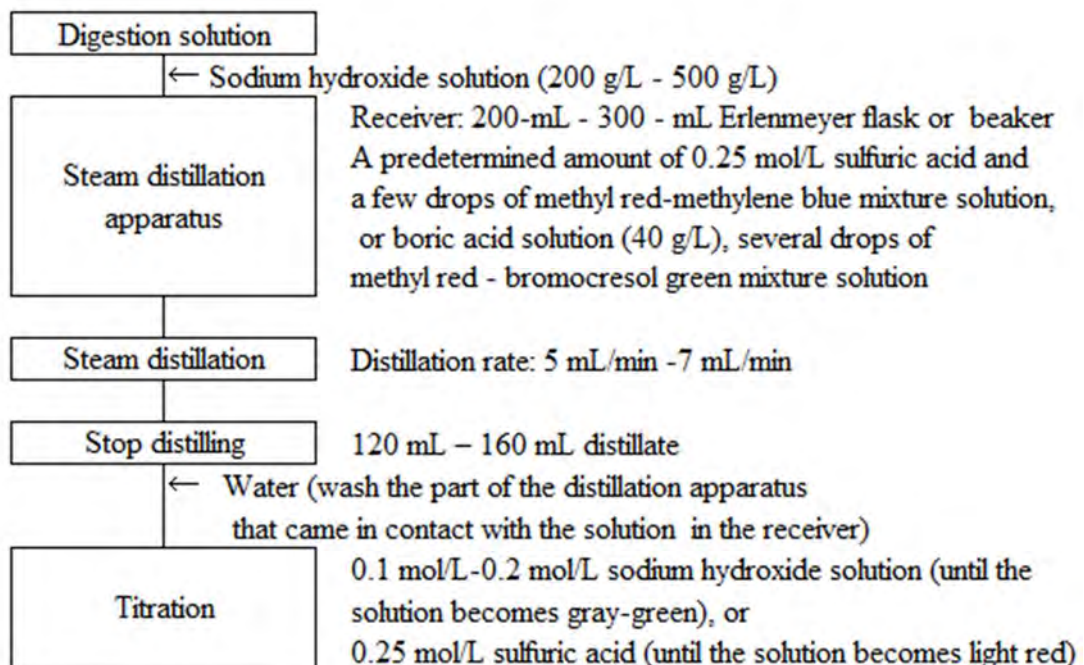 Digestion solution
← Sodium hydroxide solution (200 g/L - 500 g/L)
Steam distillation
apparatus
Receiver: 200-mL - 300 - mL Erlenmeyer flask or beaker
A predetermined amount of 0.25 mol/L sulfuric acid and
a few drops of methyl red-methylene blue mixture solution,
or boric acid solution (40 g/L), several drops of
methyl red - bromocresol green mixture solution
Steam distillation
Distillation rate: 5 mL/min -7 mL/min
Stop distilling
120 mL – 160 mL distillate
← Water (wash the part of the distillation apparatus
that came in contact with the solution in the receiver)
Titration
0.1 mol/L-0.2 mol/L sodium hydroxide solution (until the
solution becomes gray-green), or
0.25 mol/L sulfuric acid (until the solution becomes light red)